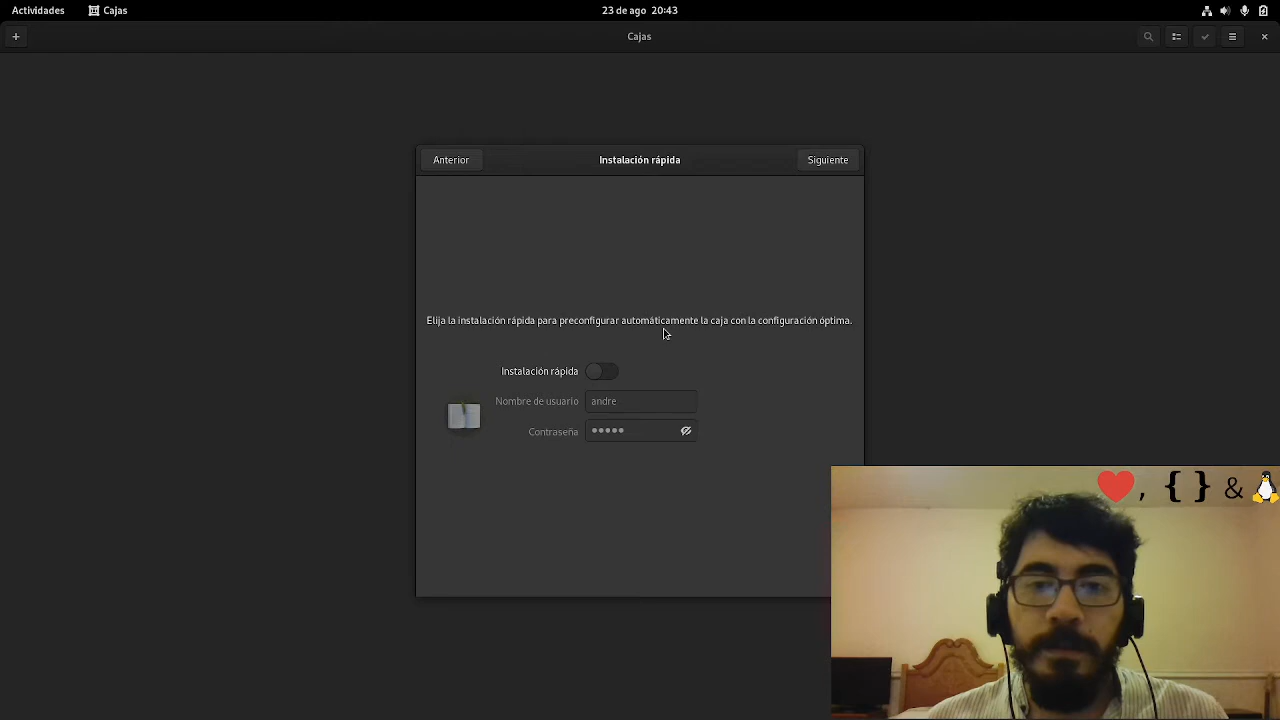 Actividades
Cajas
23 de ago 20:43
Cajas
Anterior
Instalación rápida
Siguiente
Elija la instalación rápida para preconfigurar automáticamente la caja con la configuración óptima.
Instalación rápida
Nombre de usuario
andre
Contraseña
●●●●●
, { } &